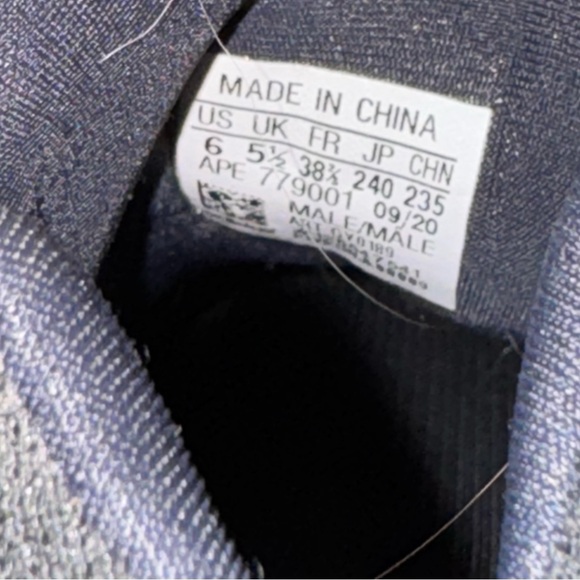 MADE IN CHINA
US UK FR JP CHN
6 5½ 38⅔ 240 235
APE 779001 09/20
MALE/MALE